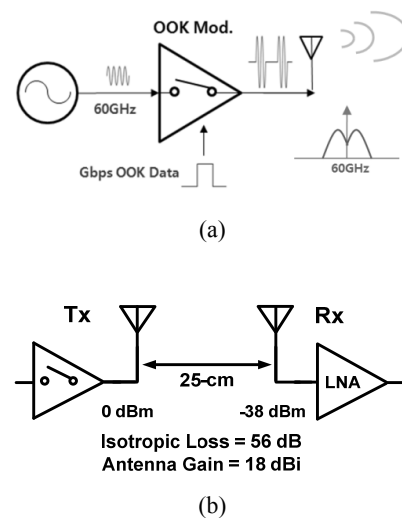 OOK Mod.
60GHz
Gbps OOK Data
60GHz
(a)
Tx
Rx
25-cm
LNA
0 dBm
-38 dBm
Isotropic Loss = 56 dB
Antenna Gain = 18 dBi
(b)